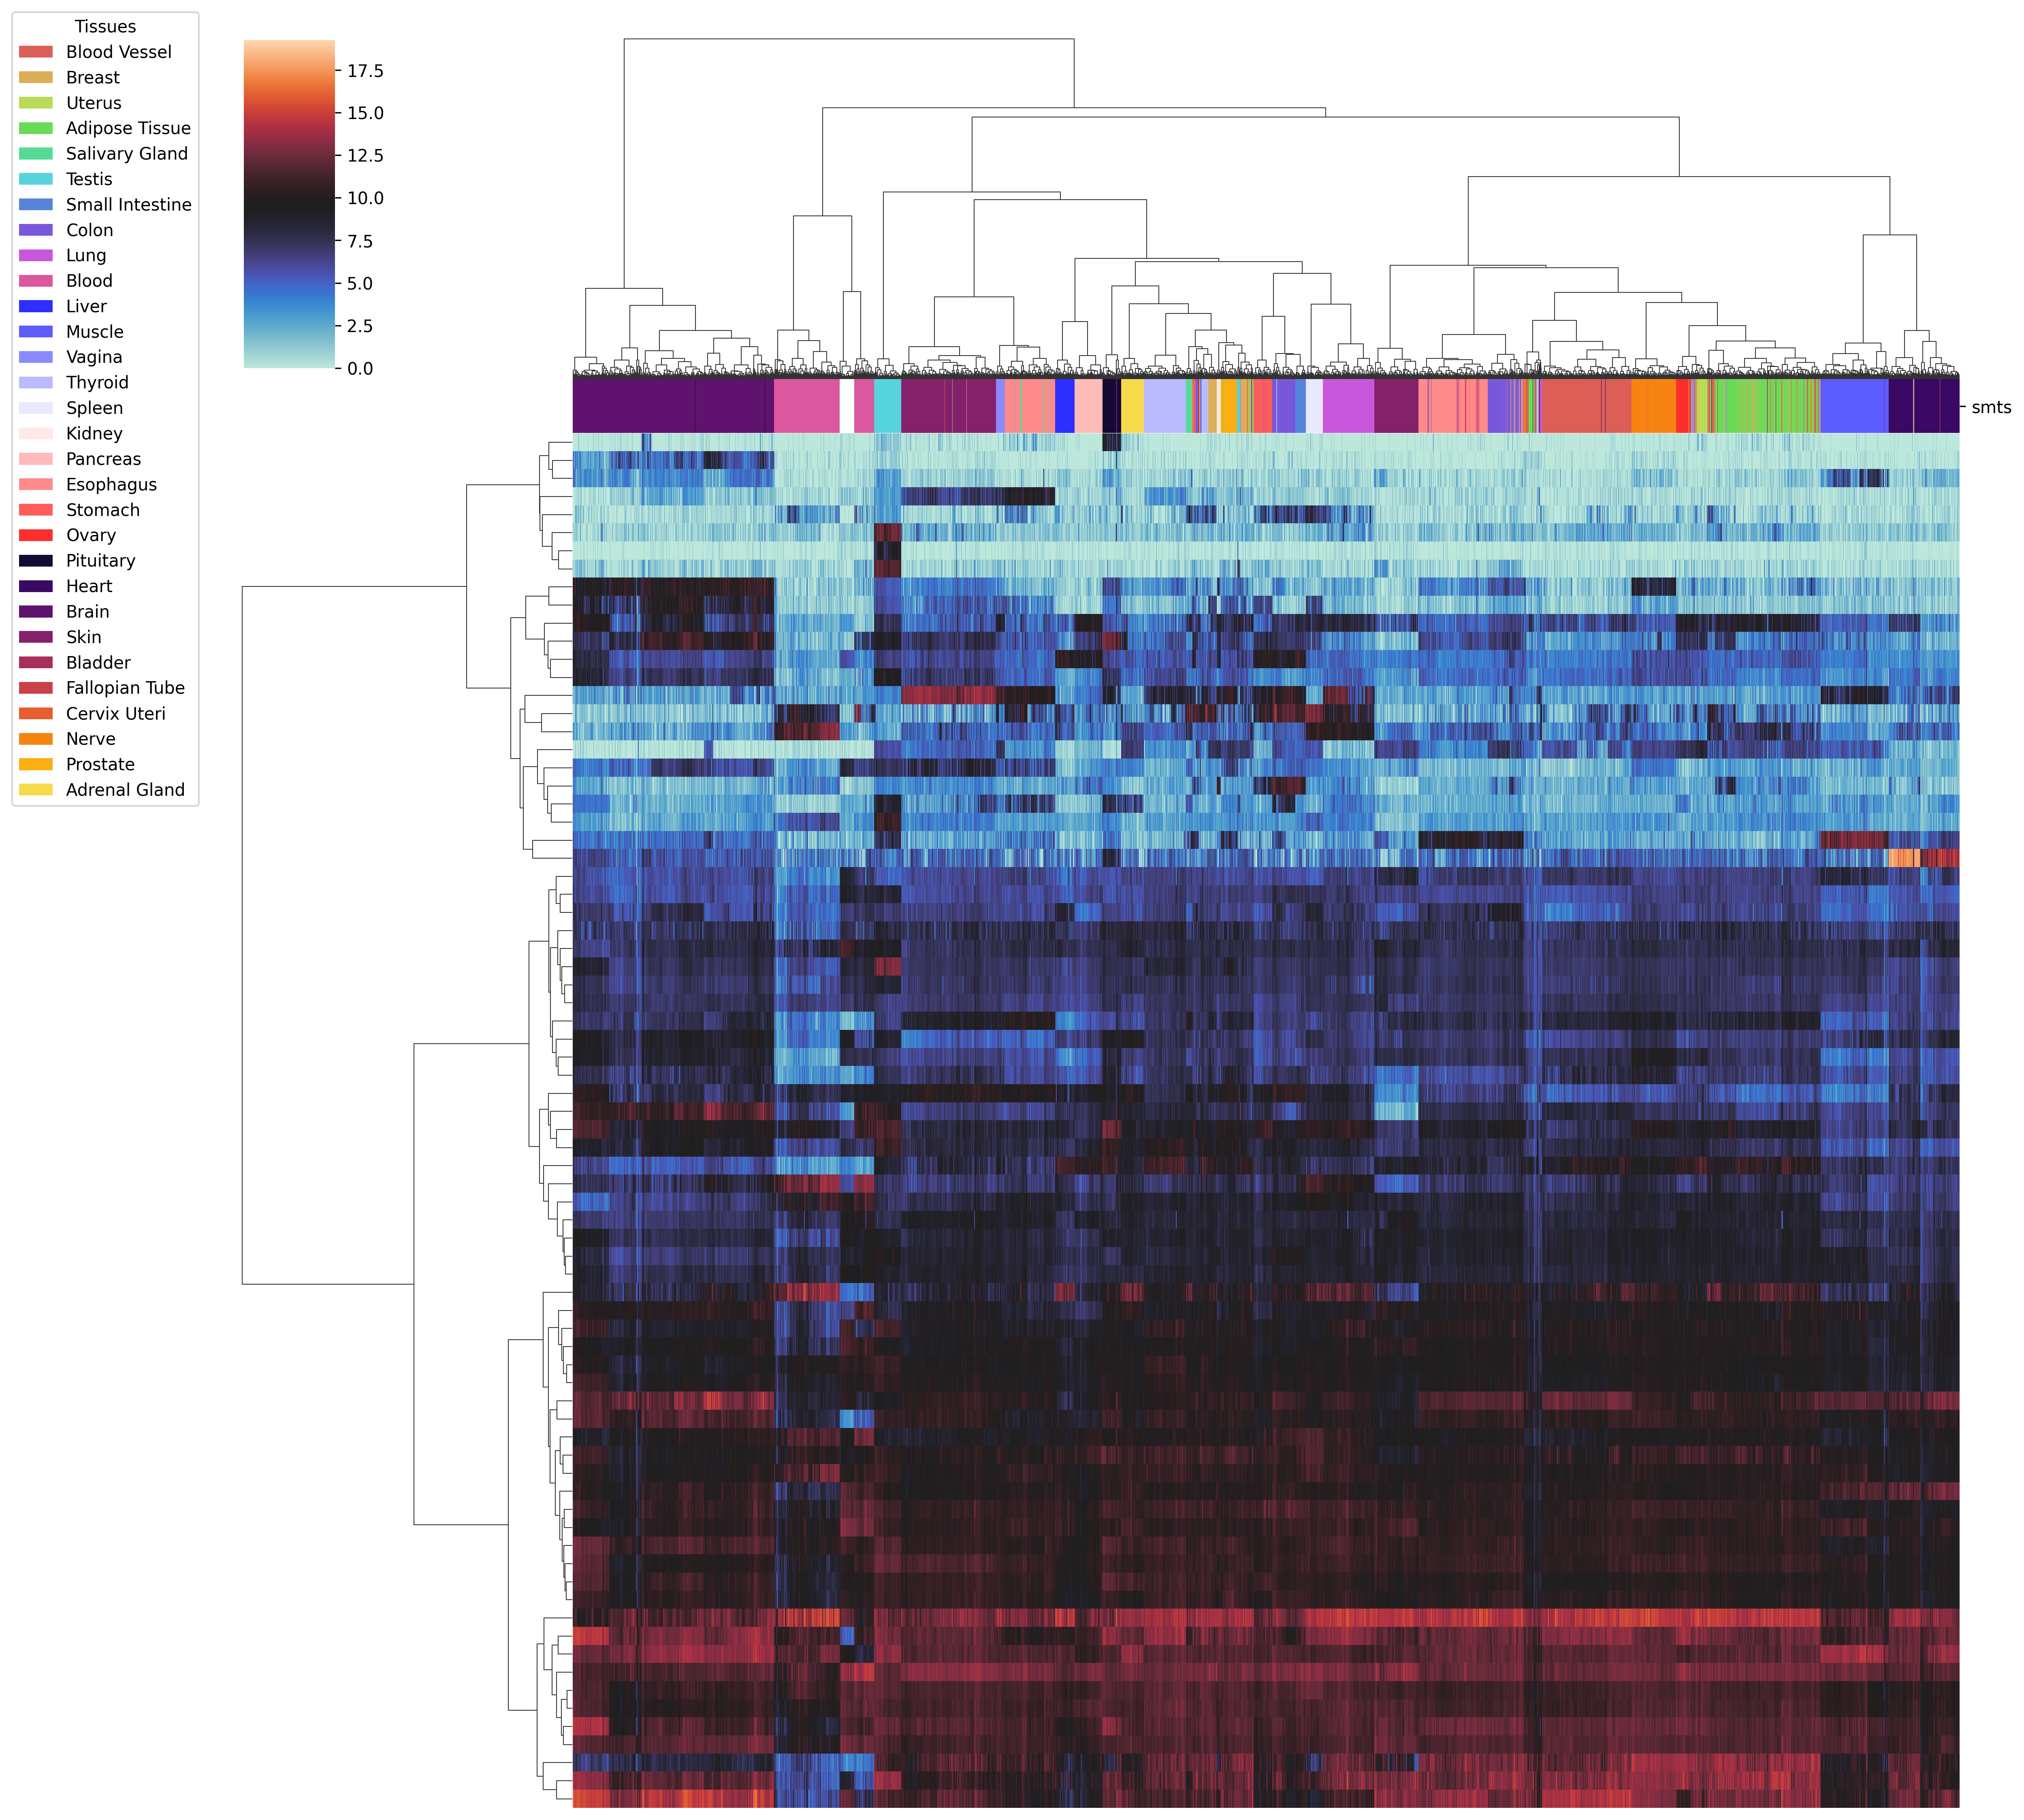 Tissues
Blood Vessel
Breast
Uterus
Adipose Tissue
Salivary Gland
Testis
Small Intestine
Colon
Lung
Blood
Liver
Muscle
Vagina
Thyroid
Spleen
Kidney
Pancreas
Esophagus
Stomach
Ovary
Pituitary
Heart
Brain
Skin
Bladder
Fallopian Tube
Cervix Uteri
Nerve
Prostate
Adrenal Gland
17.5
15.0
12.5
10.0
7.5
5.0
2.5
0.0
smts